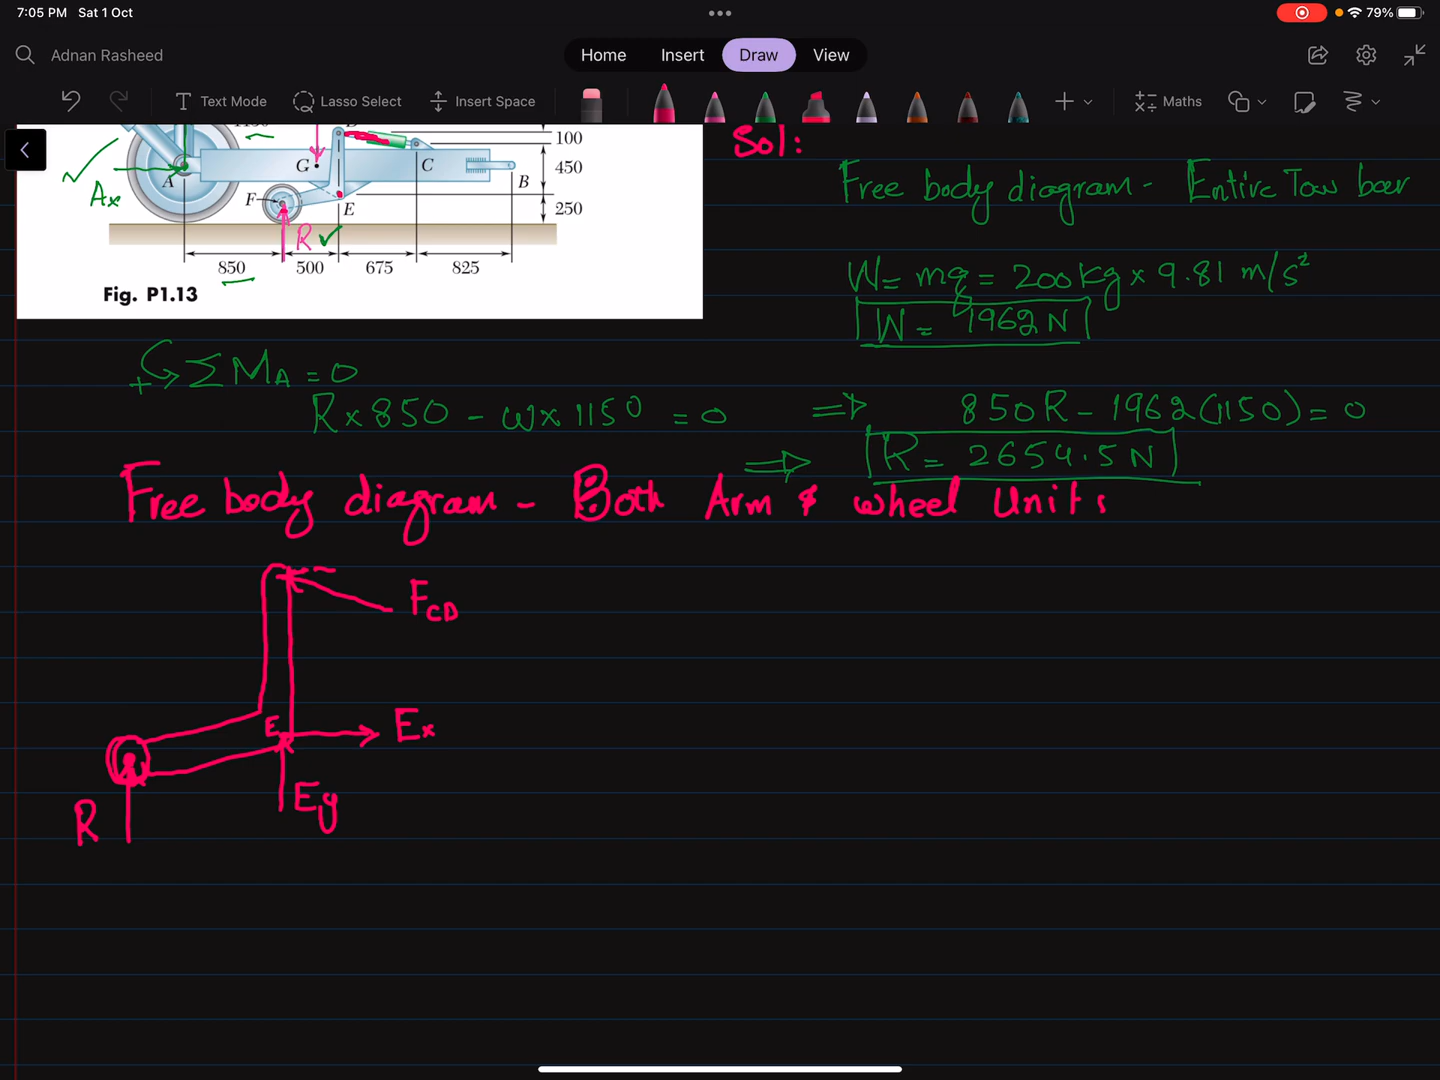 7:05 PM Sat 1 Oct
79%
Adnan Rasheed
Home Insert Draw View
Text Mode Lasso Select Insert Space Maths
Sol:
100
G C 450
A B
Ax F E 250
R
850 500 675 825
Fig. P1.13
Free body diagram - Entire Tow bar
W = mg = 200kg × 9.81 m/s²
W = 1962 N
+ ΣMA = 0
R × 850 - w × 1150 = 0 ⇒ 850R - 1962(1150) = 0
⇒ R = 2654.5 N
Free body diagram - Both Arm & wheel Units
FCD
E Ex
Ey
R